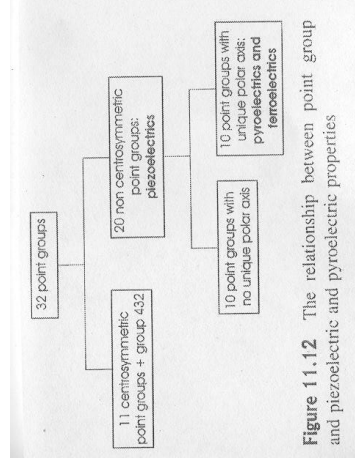 32 point groups
11 centrosymmetric
point groups + group 432
20 non centrosymmetric
point groups:
piezoelectrics
10 point groups with
no unique polar axis
10 point groups with
unique polar axis:
pyroelectrics and
ferroelectrics
Figure 11.12 The relationship between point group
and piezoelectric and pyroelectric properties